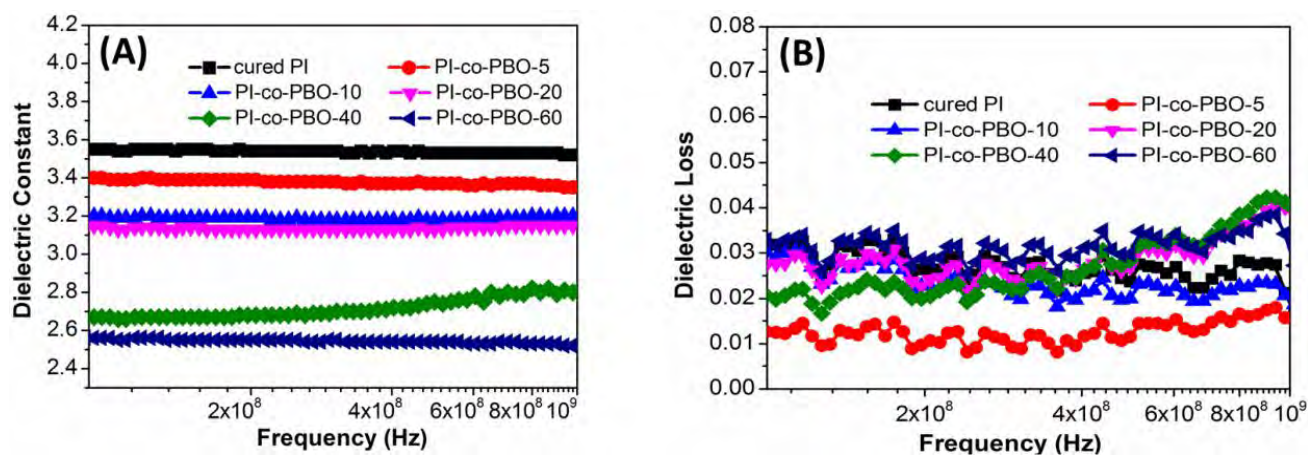 (A)
cured PI PI-co-PBO-5
PI-co-PBO-10 PI-co-PBO-20
PI-co-PBO-40 PI-co-PBO-60
Dielectric Constant
4.2
4.0
3.8
3.6
3.4
3.2
3.0
2.8
2.6
2.4
2x10⁸ 4x10⁸ 6x10⁸ 8x10⁸ 10⁹
Frequency (Hz)
(B)
cured PI PI-co-PBO-5
PI-co-PBO-10 PI-co-PBO-20
PI-co-PBO-40 PI-co-PBO-60
Dielectric Loss
0.08
0.07
0.06
0.05
0.04
0.03
0.02
0.01
0.00
2x10⁸ 4x10⁸ 6x10⁸ 8x10⁸ 10⁹
Frequency (Hz)